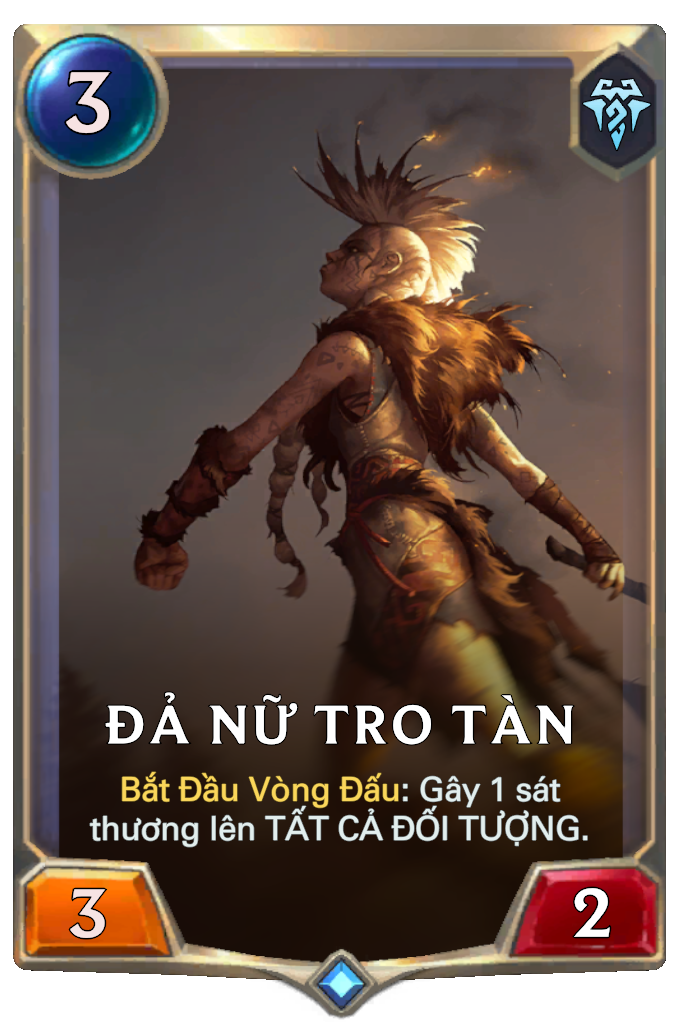 3
ĐẢ NỮ TRO TÀN
Bắt Đầu Vòng Đấu: Gây 1 sát
thương lên TẤT CẢ ĐỐI TƯỢNG.
3
2